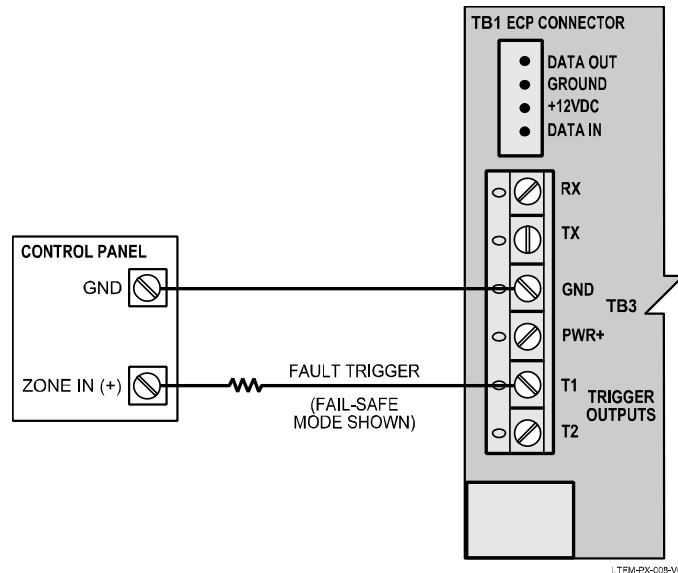 TB1 ECP CONNECTOR
DATA OUT
GROUND
+12VDC
DATA IN
RX
TX
GND
TB3
PWR+
T1
TRIGGER
OUTPUTS
T2
CONTROL PANEL
GND
ZONE IN (+)
FAULT TRIGGER
(FAIL-SAFE
MODE SHOWN)